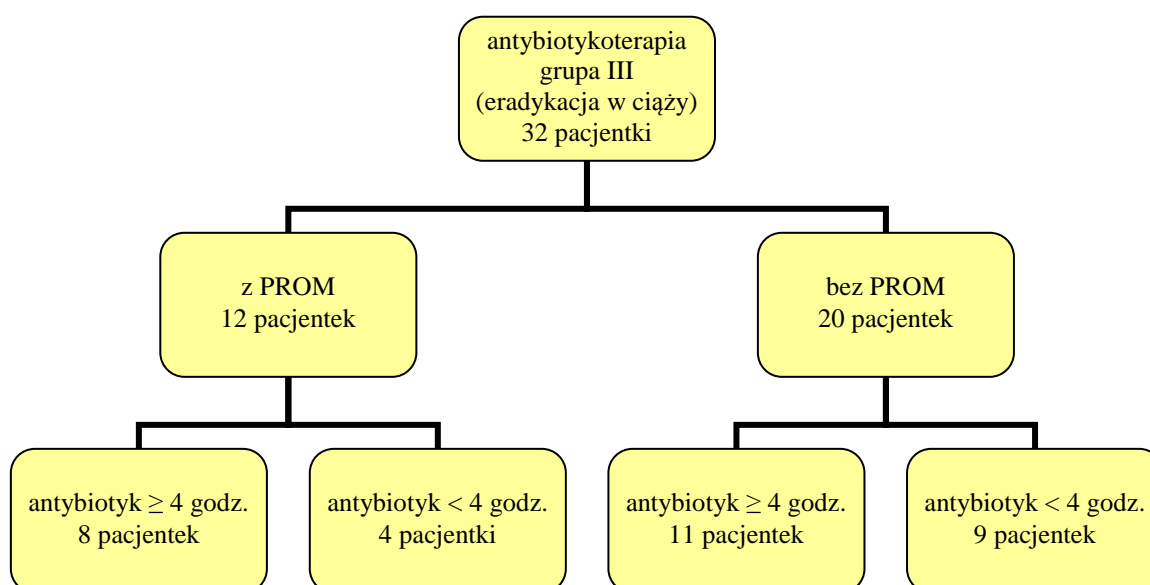 antybiotykoterapia
grupa III
(eradykacja w ciąży)
32 pacjentki
z PROM
12 pacjentek
bez PROM
20 pacjentek
antybiotyk ≥ 4 godz.
8 pacjentek
antybiotyk < 4 godz.
4 pacjentki
antybiotyk ≥ 4 godz.
11 pacjentek
antybiotyk < 4 godz.
9 pacjentek